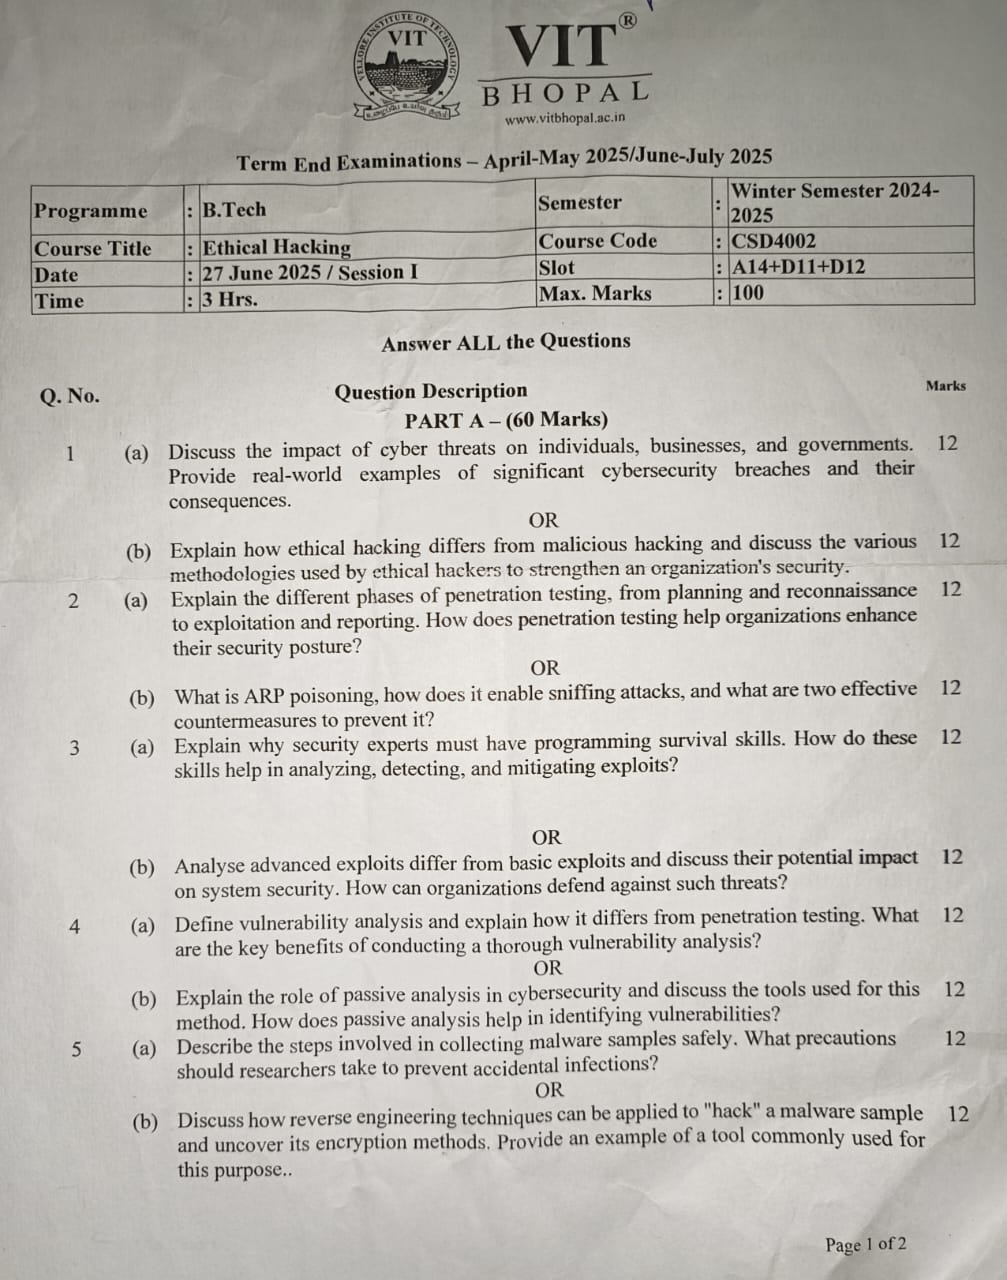 VELLORE INSTITUTE OF TECHNOLOGY
VIT
VIT®
BHOPAL
www.vitbhopal.ac.in
Term End Examinations – April-May 2025/June-July 2025
Programme : B.Tech Semester : Winter Semester 2024-
2025
Course Title : Ethical Hacking Course Code : CSD4002
Date : 27 June 2025 / Session I Slot : A14+D11+D12
Time : 3 Hrs. Max. Marks : 100
Answer ALL the Questions
Q. No. Question Description Marks
PART A – (60 Marks)
1 (a) Discuss the impact of cyber threats on individuals, businesses, and governments. 12
Provide real-world examples of significant cybersecurity breaches and their
consequences.
OR
(b) Explain how ethical hacking differs from malicious hacking and discuss the various 12
methodologies used by ethical hackers to strengthen an organization's security.
2 (a) Explain the different phases of penetration testing, from planning and reconnaissance 12
to exploitation and reporting. How does penetration testing help organizations enhance
their security posture?
OR
(b) What is ARP poisoning, how does it enable sniffing attacks, and what are two effective 12
countermeasures to prevent it?
3 (a) Explain why security experts must have programming survival skills. How do these 12
skills help in analyzing, detecting, and mitigating exploits?
OR
(b) Analyse advanced exploits differ from basic exploits and discuss their potential impact 12
on system security. How can organizations defend against such threats?
4 (a) Define vulnerability analysis and explain how it differs from penetration testing. What 12
are the key benefits of conducting a thorough vulnerability analysis?
OR
(b) Explain the role of passive analysis in cybersecurity and discuss the tools used for this 12
method. How does passive analysis help in identifying vulnerabilities?
5 (a) Describe the steps involved in collecting malware samples safely. What precautions 12
should researchers take to prevent accidental infections?
OR
(b) Discuss how reverse engineering techniques can be applied to "hack" a malware sample 12
and uncover its encryption methods. Provide an example of a tool commonly used for
this purpose..
Page 1 of 2